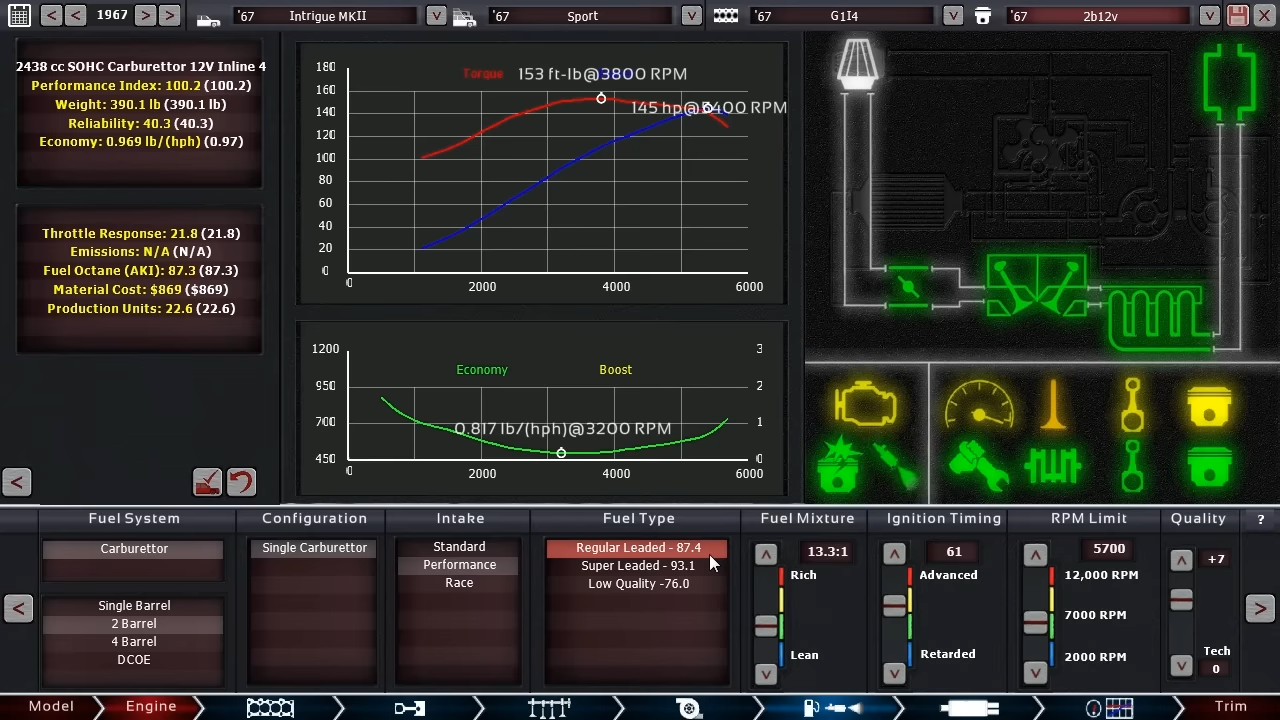 1967
'67 Intrigue MKII
'67 Sport
'67 G1I4
'67 2b12v
2438 cc SOHC Carburettor 12V Inline 4
Performance Index: 100.2 (100.2)
Weight: 390.1 lb (390.1 lb)
Reliability: 40.3 (40.3)
Economy: 0.969 lb/(hph) (0.97)
Throttle Response: 21.8 (21.8)
Emissions: N/A (N/A)
Fuel Octane (AKI): 87.3 (87.3)
Material Cost: $869 ($869)
Production Units: 22.6 (22.6)
180
Torque 153 ft-lb@3800 RPM
160
145 hp@5400 RPM
140
120
100
80
60
40
20
0
0 2000 4000 6000
1200 3
Economy Boost
950 2
700 1
0.817 lb/(hph)@3200 RPM
450 0
0 2000 4000 6000
Fuel System
Carburettor
Single Barrel
2 Barrel
4 Barrel
DCOE
Configuration
Single Carburettor
Intake
Standard
Performance
Race
Fuel Type
Regular Leaded - 87.4
Super Leaded - 93.1
Low Quality -76.0
Fuel Mixture
13.3:1
Rich
Lean
Ignition Timing
61
Advanced
Retarded
RPM Limit
5700
12,000 RPM
7000 RPM
2000 RPM
Quality
+7
Tech
0
?
< < > >
X
Model Engine Trim